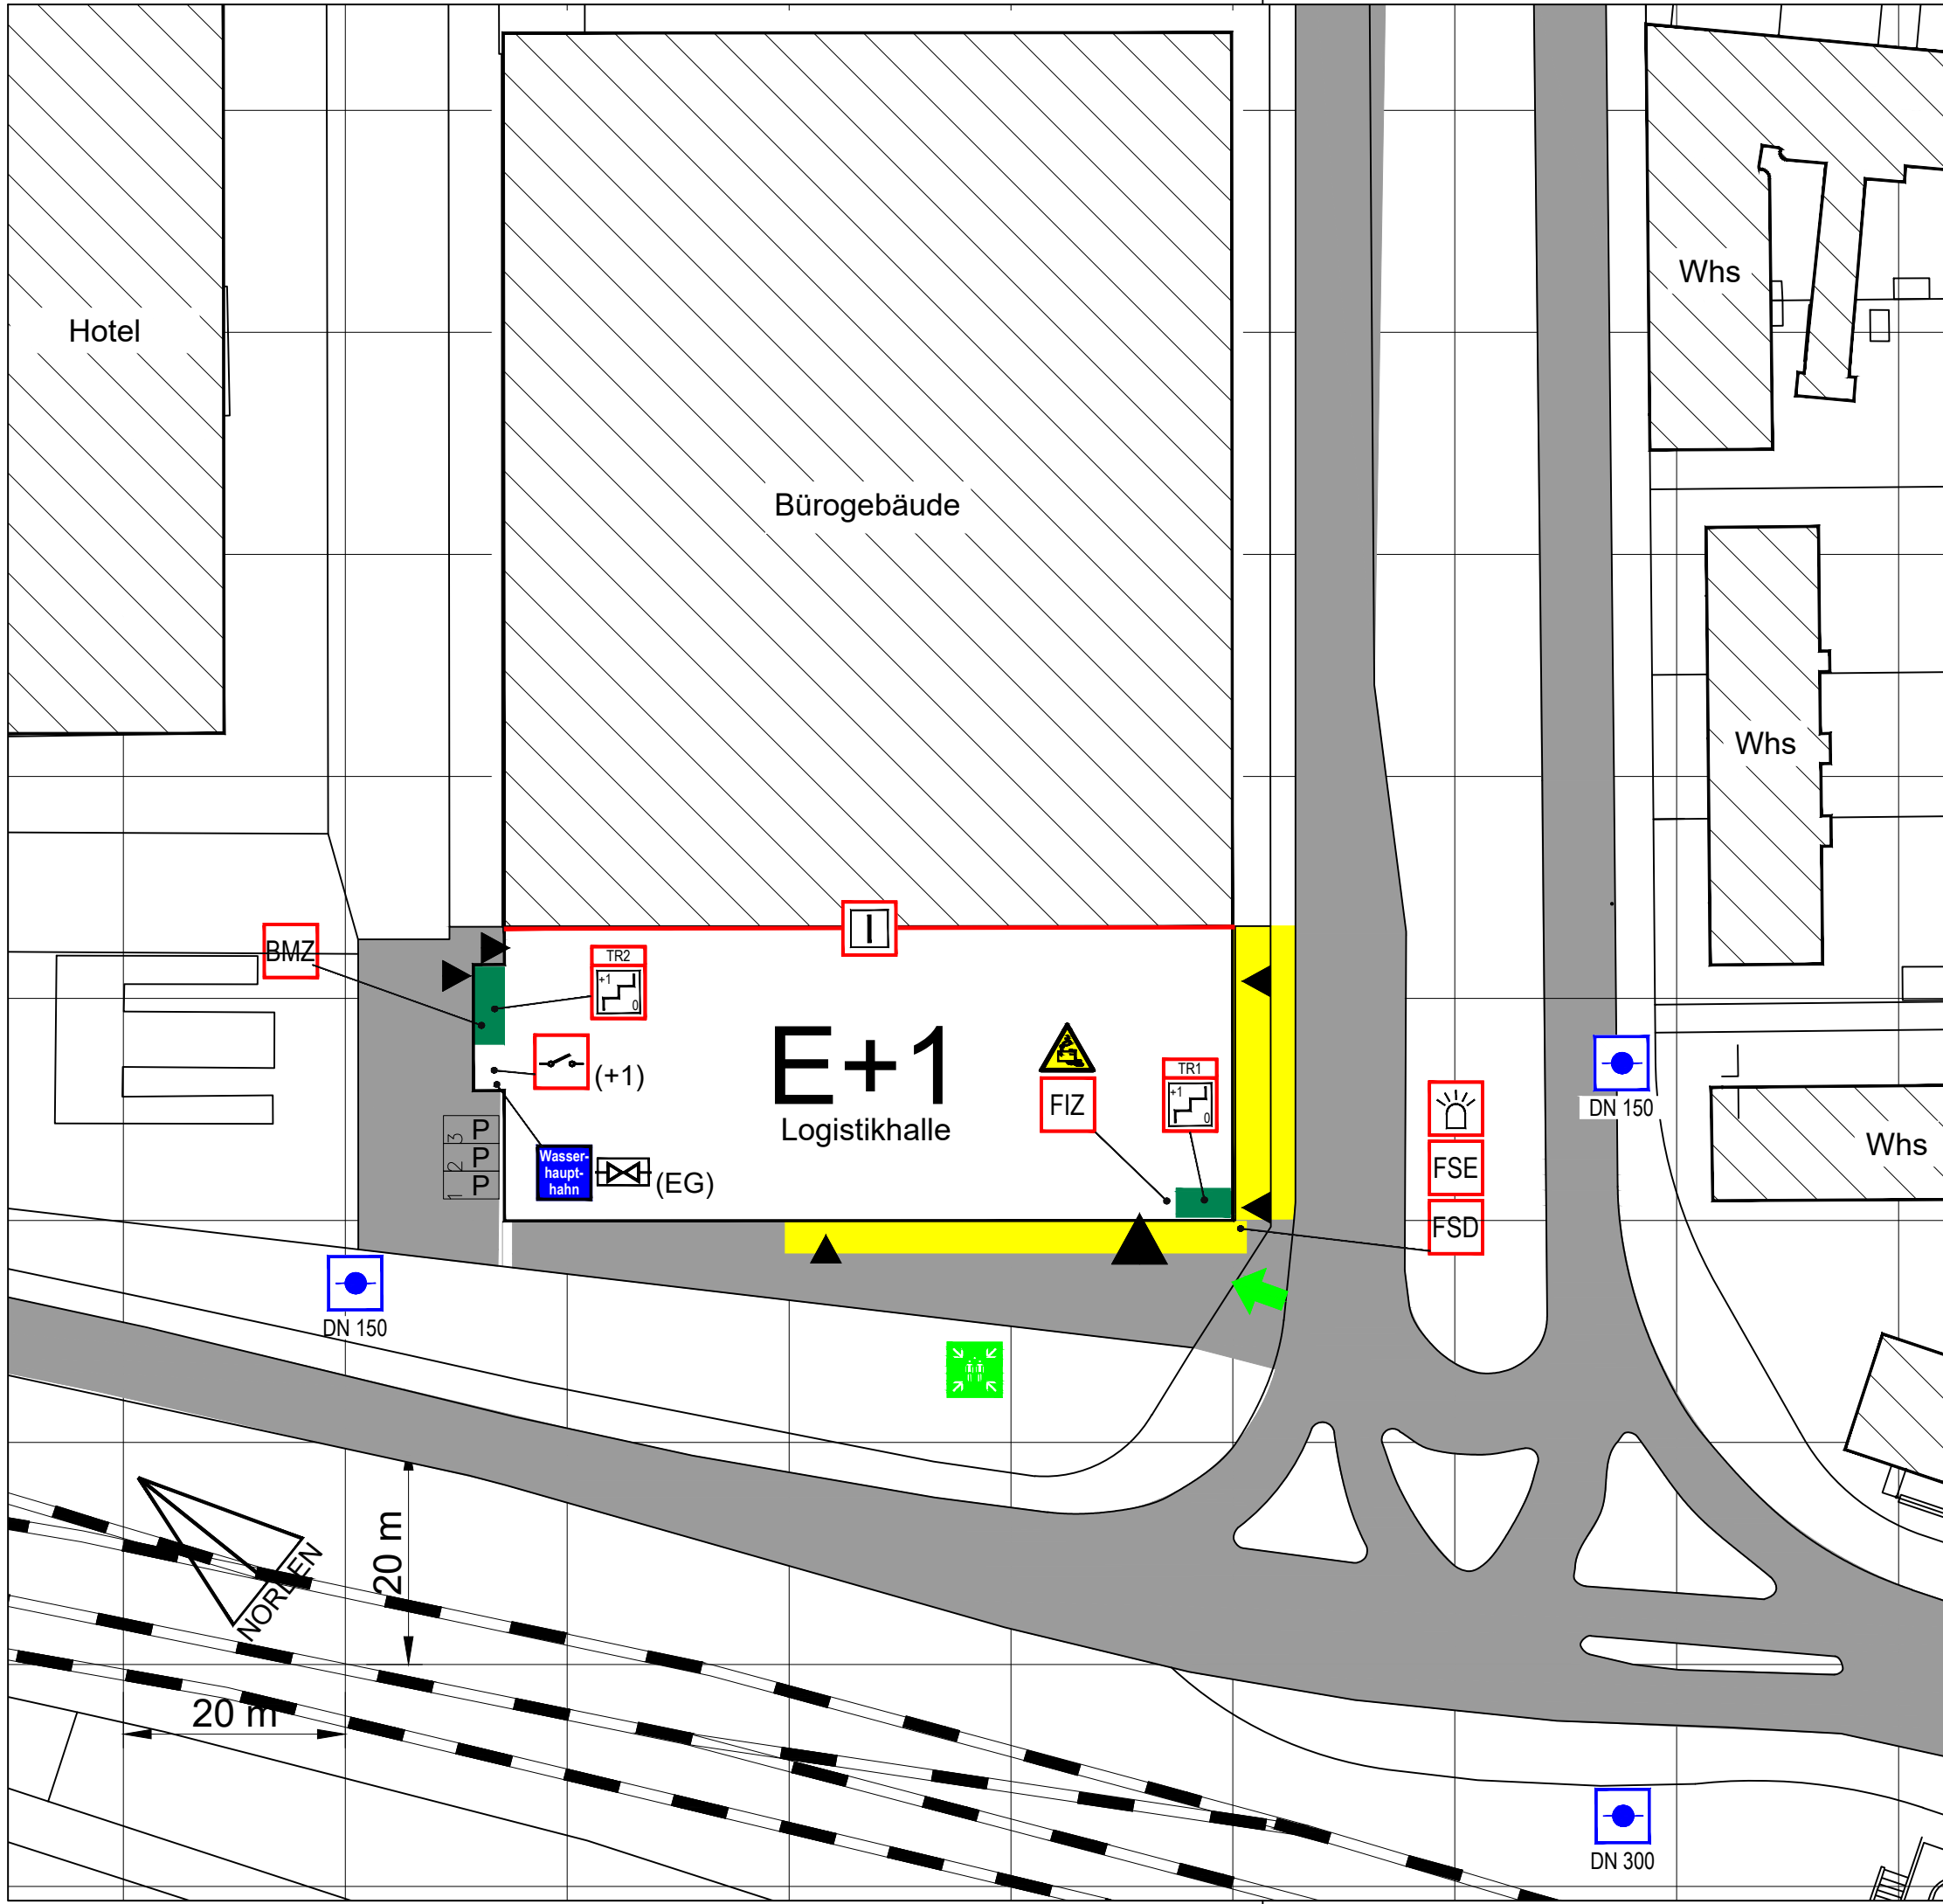 Hotel
Whs
Bürogebäude
Whs
BMZ
TR2
+1
0
E+1
(+1)
Logistikhalle
FIZ
TR1
+1
0
DN 150
FSE
FSD
Whs
3 P
2 P
1 P
Wasser-
haupt-
hahn
(EG)
DN 150
NORDEN
20 m
20 m
DN 300